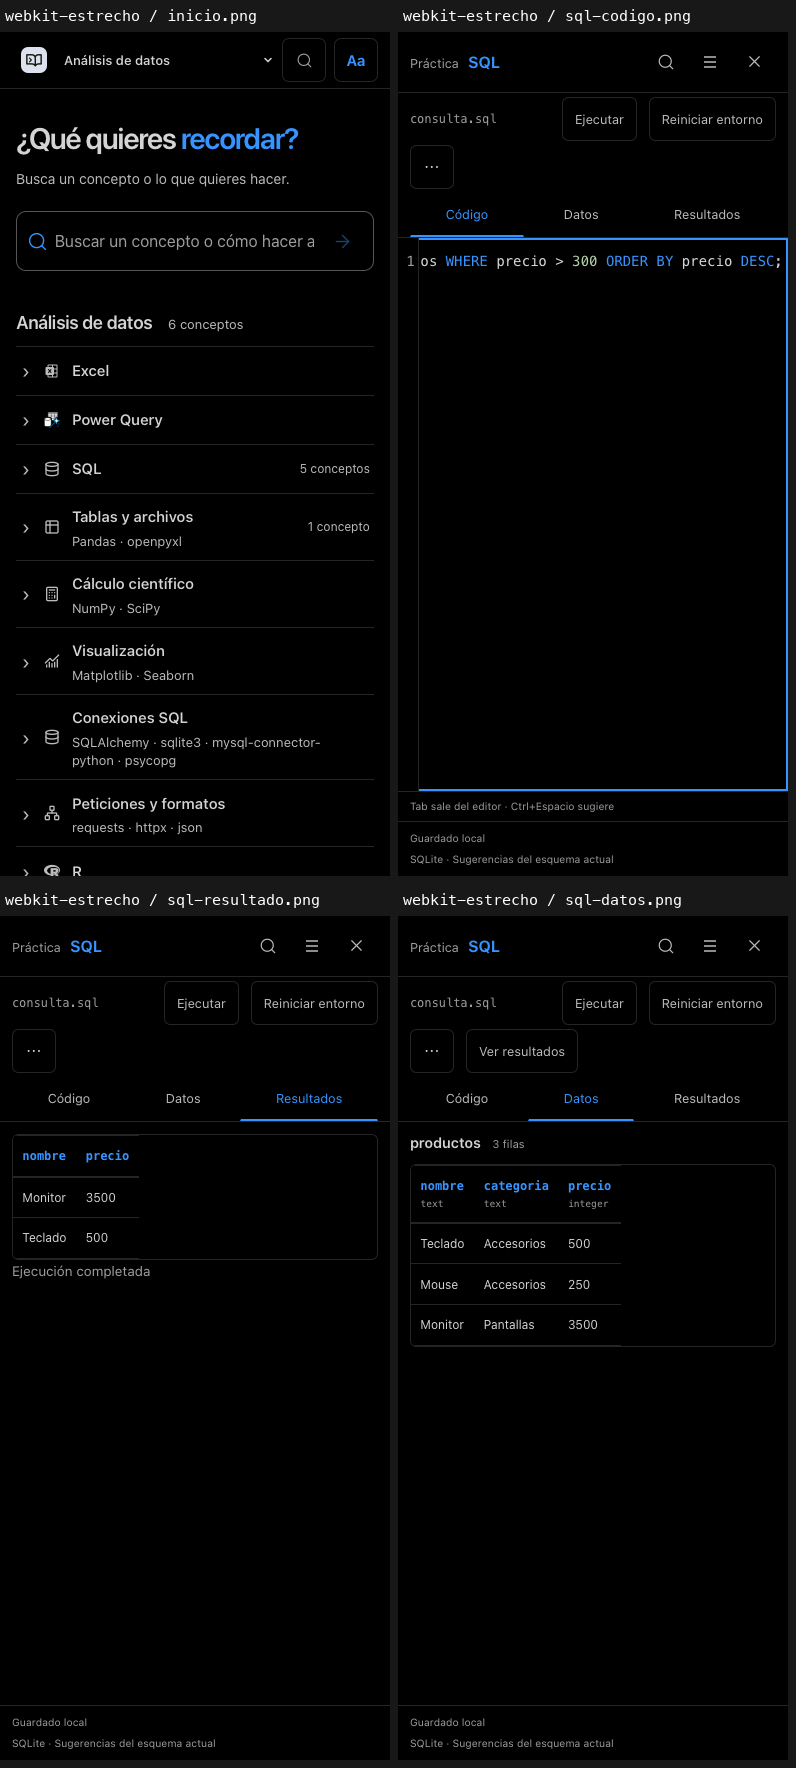 webkit-estrecho / inicio.png
Análisis de datos
Aa
¿Qué quieres recordar?
Busca un concepto o lo que quieres hacer.
Buscar un concepto o cómo hacer a
Análisis de datos 6 conceptos
Excel
Power Query
SQL 5 conceptos
Tablas y archivos 1 concepto
Pandas · openpyxl
Cálculo científico
NumPy · SciPy
Visualización
Matplotlib · Seaborn
Conexiones SQL
SQLAlchemy · sqlite3 · mysql-connector-
python · psycopg
Peticiones y formatos
requests · httpx · json
R
webkit-estrecho / sql-codigo.png
Práctica SQL
consulta.sql Ejecutar Reiniciar entorno
...
Código Datos Resultados
1 os WHERE precio > 300 ORDER BY precio DESC;
Tab sale del editor · Ctrl+Espacio sugiere
Guardado local
SQLite · Sugerencias del esquema actual
webkit-estrecho / sql-resultado.png
Práctica SQL
consulta.sql Ejecutar Reiniciar entorno
...
Código Datos Resultados
nombre precio
Monitor 3500
Teclado 500
Ejecución completada
Guardado local
SQLite · Sugerencias del esquema actual
webkit-estrecho / sql-datos.png
Práctica SQL
consulta.sql Ejecutar Reiniciar entorno
... Ver resultados
Código Datos Resultados
productos 3 filas
nombre categoria precio
text text integer
Teclado Accesorios 500
Mouse Accesorios 250
Monitor Pantallas 3500
Guardado local
SQLite · Sugerencias del esquema actual